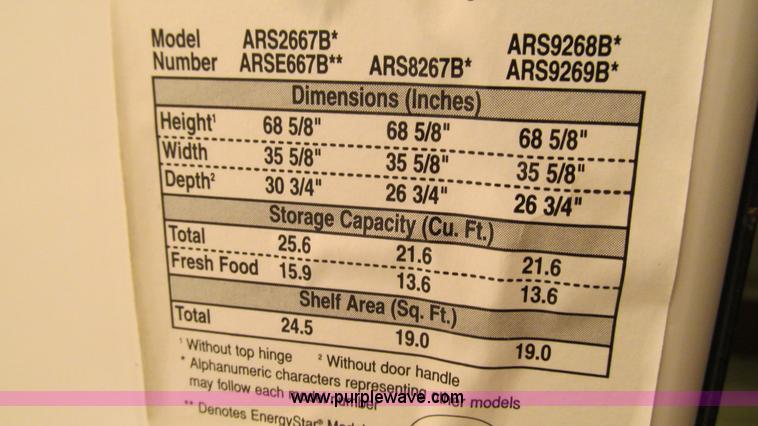 Model ARS2667B* ARS9268B*
Number ARSE667B** ARS8267B* ARS9269B*
Dimensions (Inches)
Height¹ 68 5/8" 68 5/8" 68 5/8"
Width 35 5/8" 35 5/8" 35 5/8"
Depth² 30 3/4" 26 3/4" 26 3/4"
Storage Capacity (Cu. Ft.)
Total 25.6 21.6 21.6
Fresh Food 15.9 13.6 13.6
Shelf Area (Sq. Ft.)
Total 24.5 19.0 19.0
¹ Without top hinge ² Without door handle
* Alphanumeric characters representing models
may follow each number
www.purplewave.com
** Denotes EnergyStar®